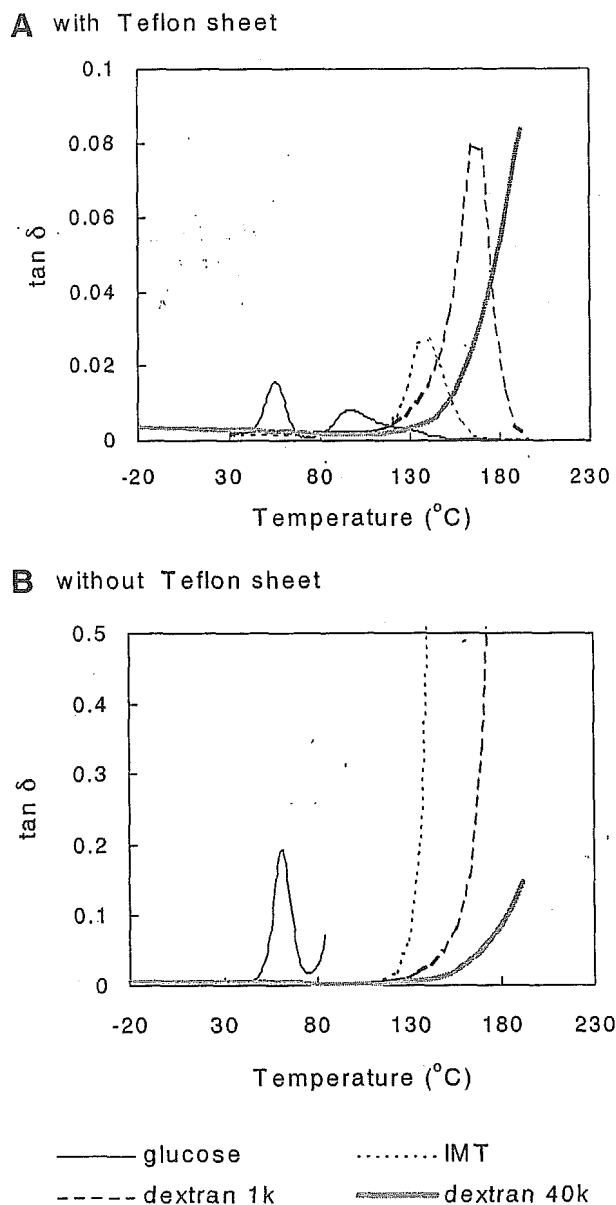 A with Teflon sheet
0.1
0.08
0.06
0.04
0.02
0
tan δ
-20 30 80 130 180 230
Temperature (°C)
B without Teflon sheet
0.5
0.4
0.3
0.2
0.1
0
tan δ
-20 30 80 130 180 230
Temperature (°C)
glucose IMT
dextran 1k dextran 40k